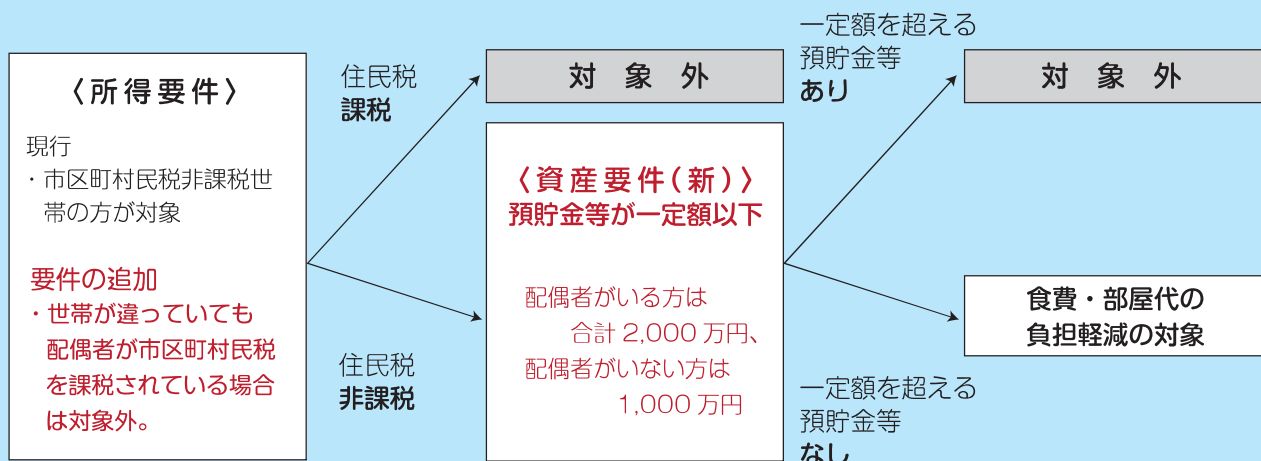 〈所得要件〉
現行
・市区町村民税非課税世
帯の方が対象
要件の追加
・世帯が違っていても
配偶者が市区町村民税
を課税されている場合
は対象外。
住民税
課税
住民税
非課税
対象外
〈資産要件(新)〉
預貯金等が一定額以下
配偶者がいる方は
合計 2,000 万円、
配偶者がいない方は
1,000 万円
一定額を超える
預貯金等
あり
一定額を超える
預貯金等
なし
対象外
食費・部屋代の
負担軽減の対象